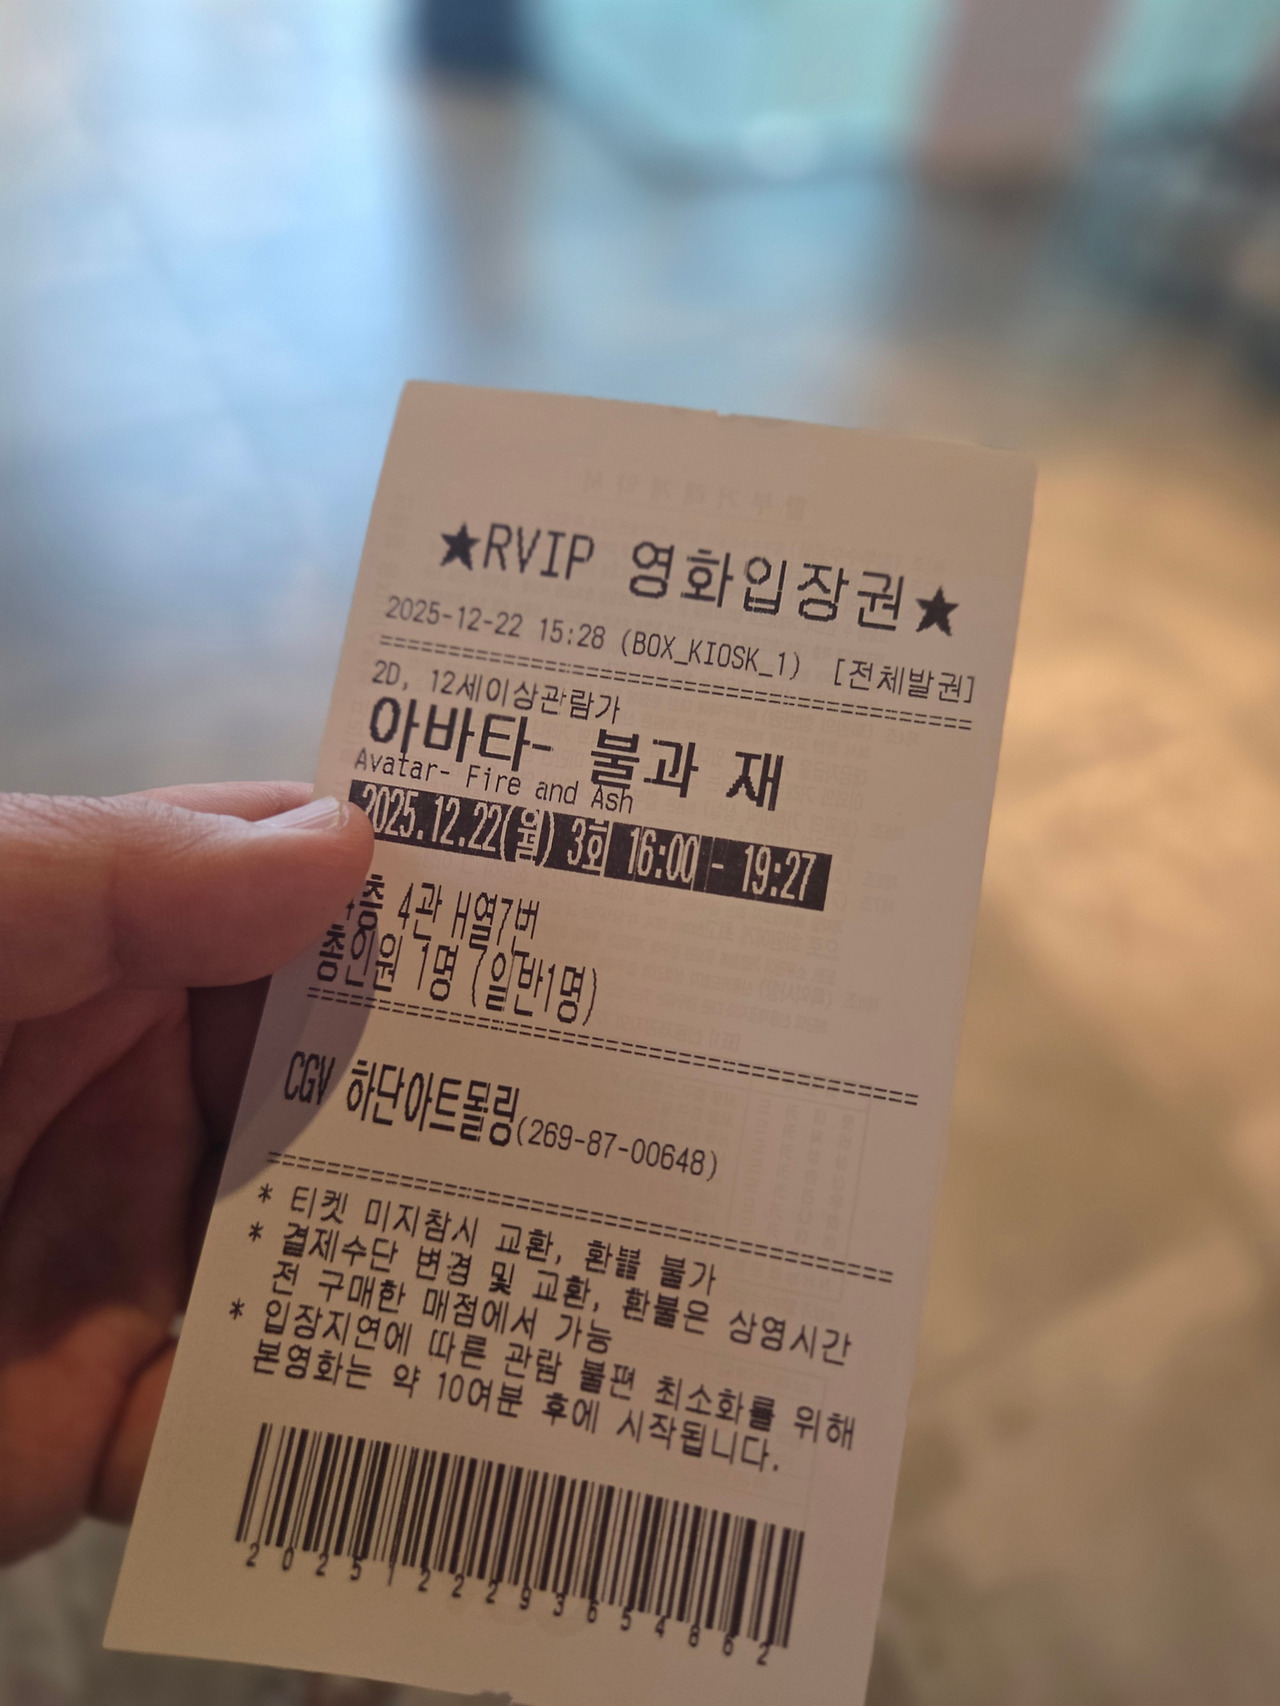 ★RVIP 영화입장권★
2025-12-22 15:28 (BOX_KIOSK_1) [전체발권]
2D, 12세이상관람가
아바타- 불과 재
Avatar- Fire and Ash
2025.12.22(월) 3회 16:00 - 19:27
4층 4관 H열7번
총인원 1명 (일반1명)
CGV 하단아트몰링(269-87-00648)
* 티켓 미지참시 교환, 환불 불가
* 결제수단 변경 및 교환, 환불은 상영시간
전 구매한 매점에서 가능
* 입장지연에 따른 관람 불편 최소화를 위해
본영화는 약 10여분 후에 시작됩니다.
2025122293654862